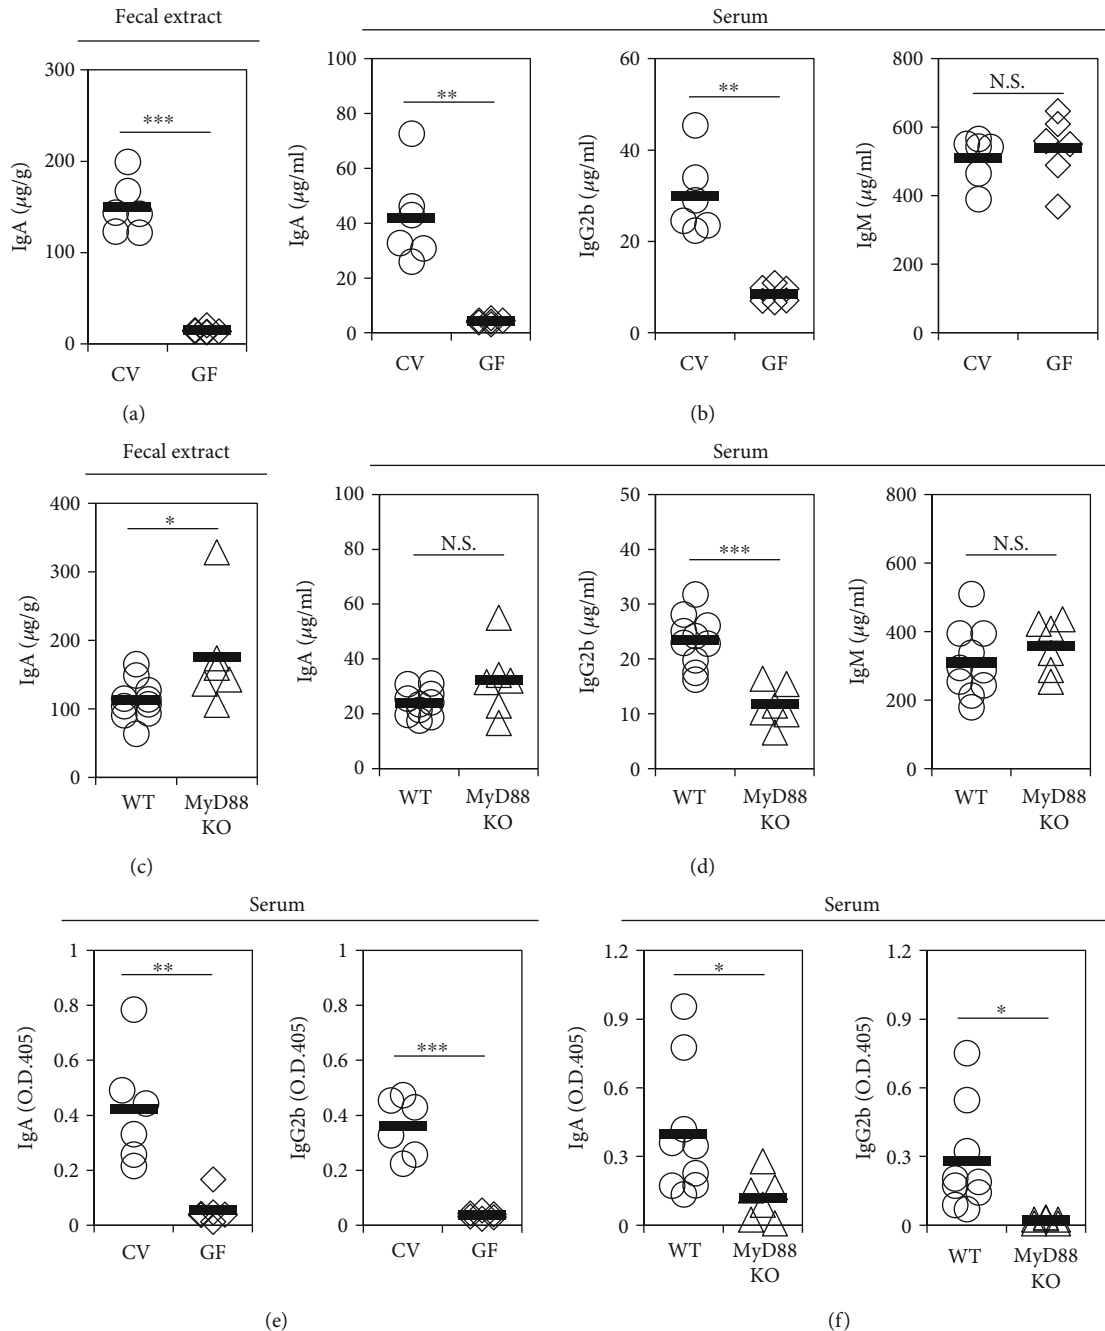 Fecal extract
Serum
300
200
100
0
IgA (μg/g)
***
CV
GF
(a)
100
80
60
40
20
0
IgA (μg/ml)
**
CV
GF
60
40
20
0
IgG2b (μg/ml)
**
CV
GF
800
600
400
200
0
IgM (μg/ml)
N.S.
CV
GF
(b)
Fecal extract
Serum
400
300
200
100
0
IgA (μg/g)
*
WT
MyD88
KO
(c)
100
80
60
40
20
0
IgA (μg/ml)
N.S.
WT
MyD88
KO
50
40
30
20
10
0
IgG2b (μg/ml)
***
WT
MyD88
KO
800
600
400
200
0
IgM (μg/ml)
N.S.
WT
MyD88
KO
(d)
Serum
Serum
1
0.8
0.6
0.4
0.2
0
IgA (O.D.405)
**
CV
GF
1
0.8
0.6
0.4
0.2
0
IgG2b (O.D.405)
***
CV
GF
(e)
1.2
0.9
0.6
0.3
0
IgA (O.D.405)
*
WT
MyD88
KO
1.2
0.9
0.6
0.3
0
IgG2b (O.D.405)
*
WT
MyD88
KO
(f)